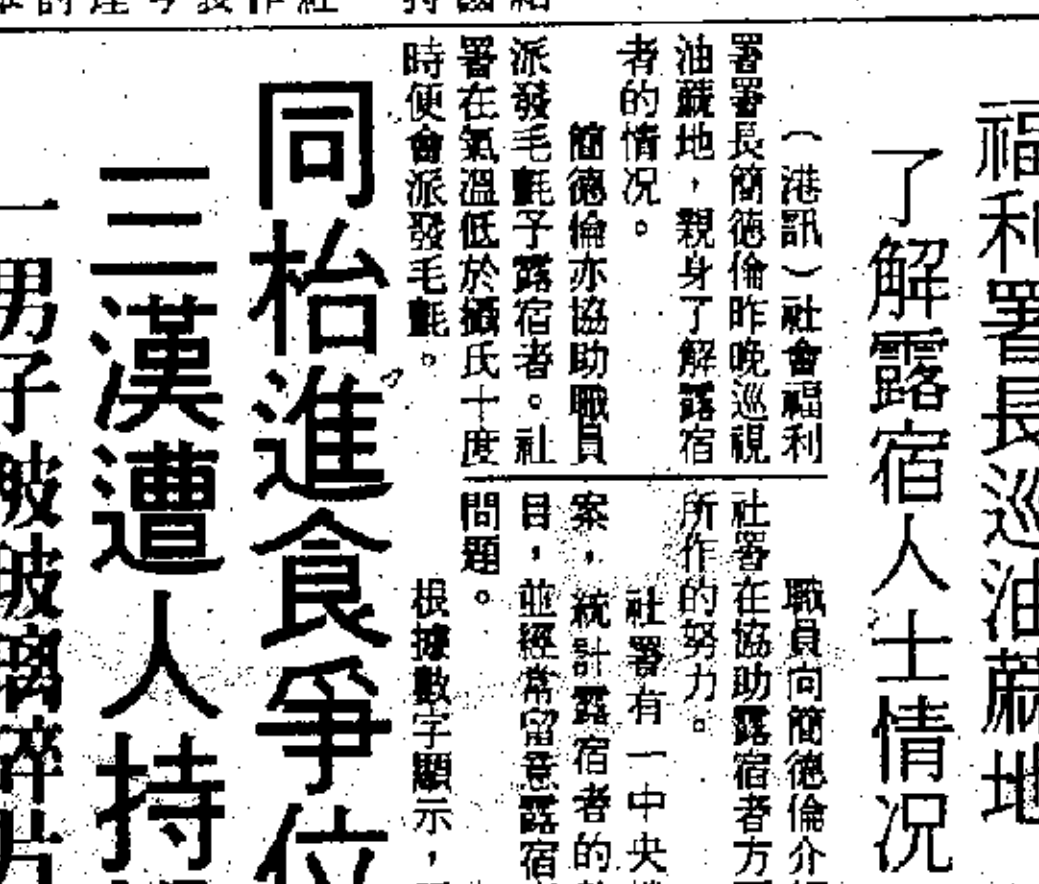 福利署長巡油蔴地
了解露宿人士情况
（港訊）社會福利
署署長簡德倫昨晚巡視
油蔴地，親身了解露宿
者的情况。
簡德倫亦協助職員
派發毛氈子露宿者。社
署在氣溫低於攝氏十度
時便會派發毛氈。
職員向簡德倫介
社署在協助露宿者方
所作的努力。
社署有一中央
案，統計露宿者的
目，並經常留意露宿
問題。
根據數字顯示，
同枱進食爭位
三漢遭人持
一男子被玻璃碎片